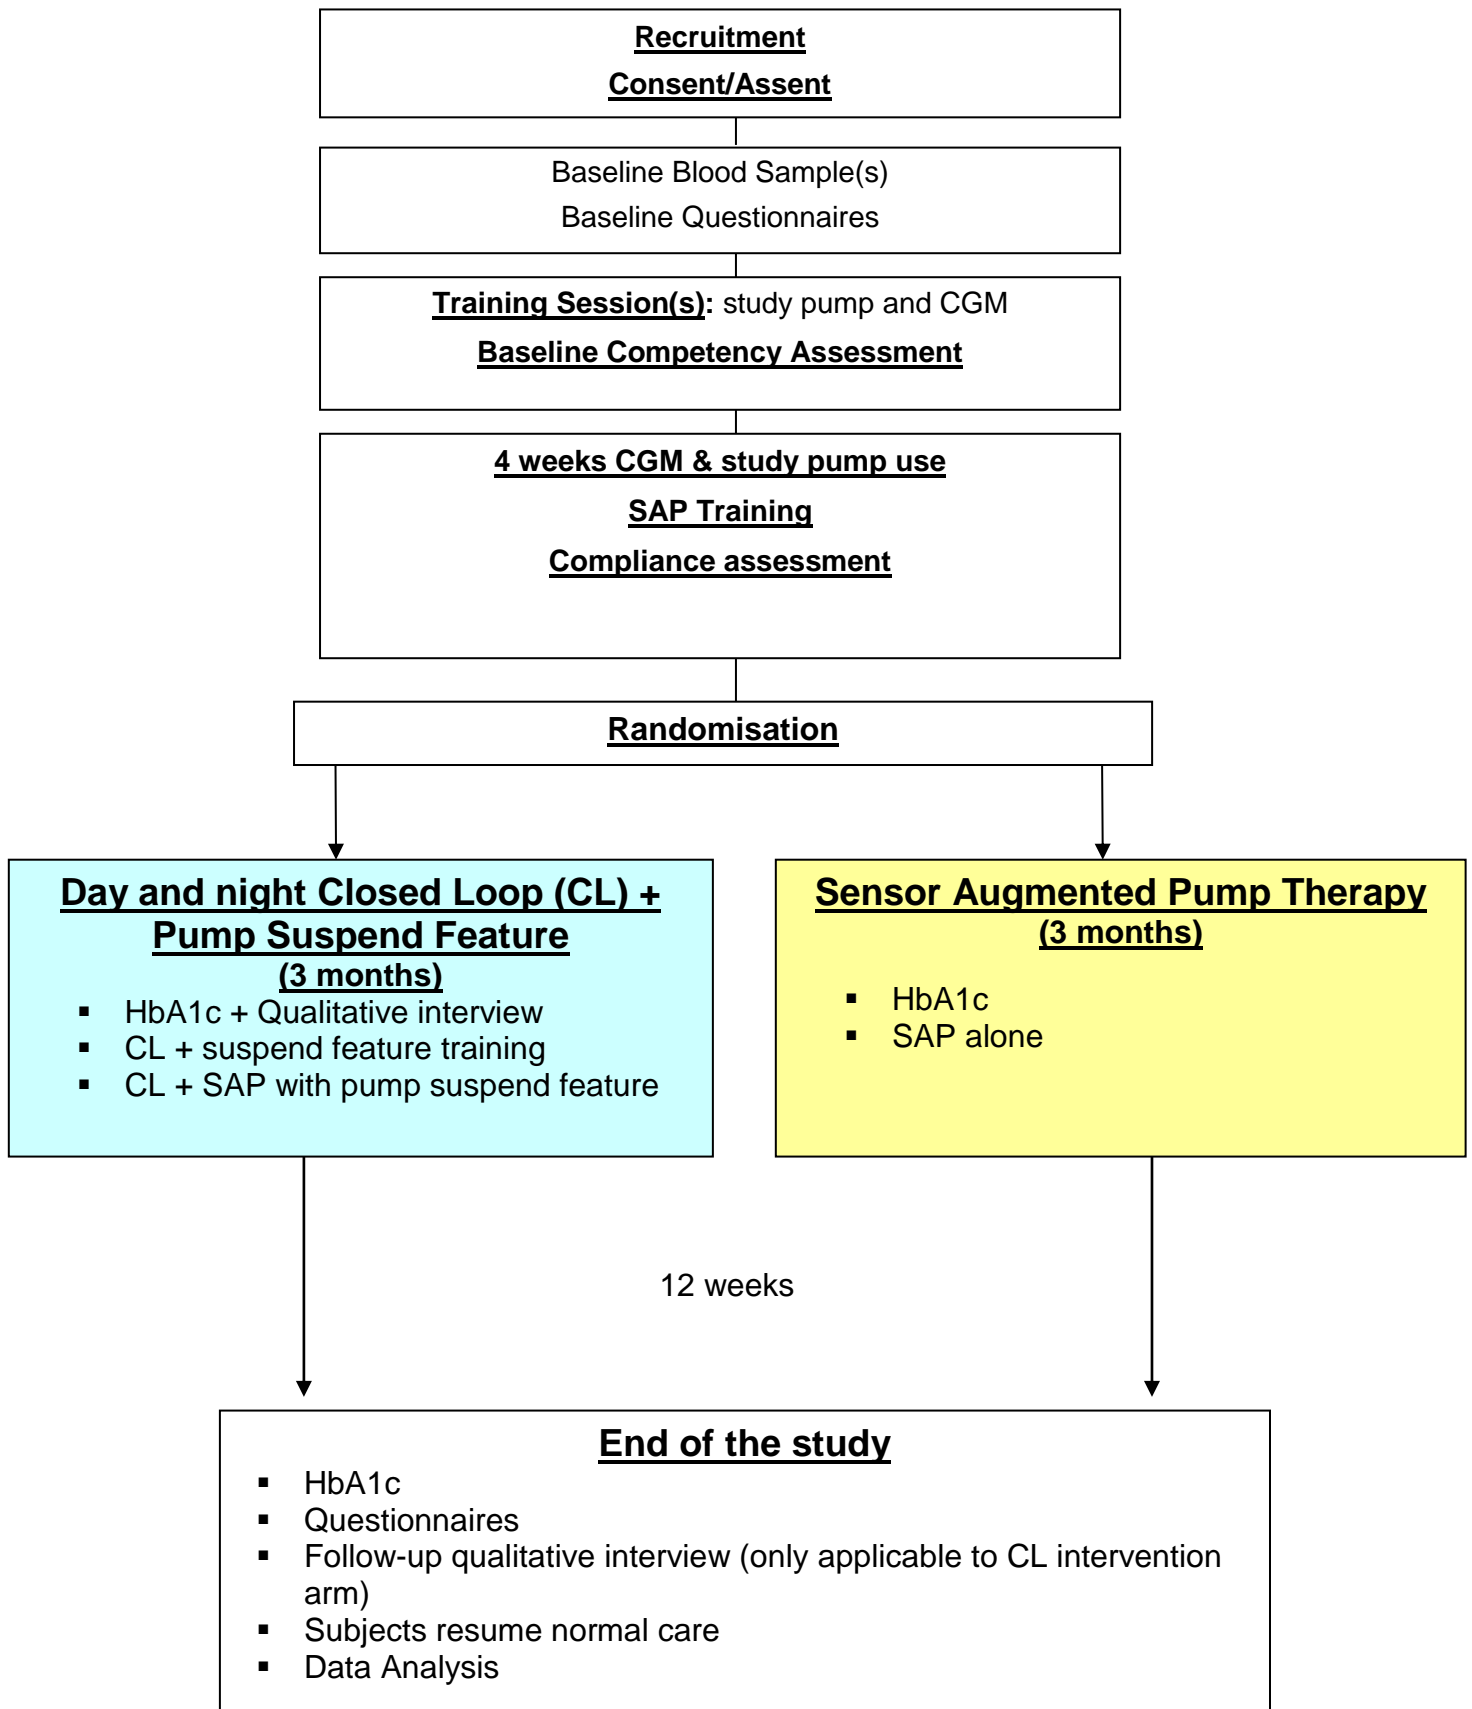 Recruitment
Consent/Assent
Baseline Blood Sample(s)
Baseline Questionnaires
Training Session(s): study pump and CGM
Baseline Competency Assessment
4 weeks CGM & study pump use
SAP Training
Compliance assessment
Randomisation
Day and night Closed Loop (CL) +
Pump Suspend Feature
(3 months)
▪ HbA1c + Qualitative interview
▪ CL + suspend feature training
▪ CL + SAP with pump suspend feature
Sensor Augmented Pump Therapy
(3 months)
▪ HbA1c
▪ SAP alone
12 weeks
End of the study
▪ HbA1c
▪ Questionnaires
▪ Follow-up qualitative interview (only applicable to CL intervention
arm)
▪ Subjects resume normal care
▪ Data Analysis